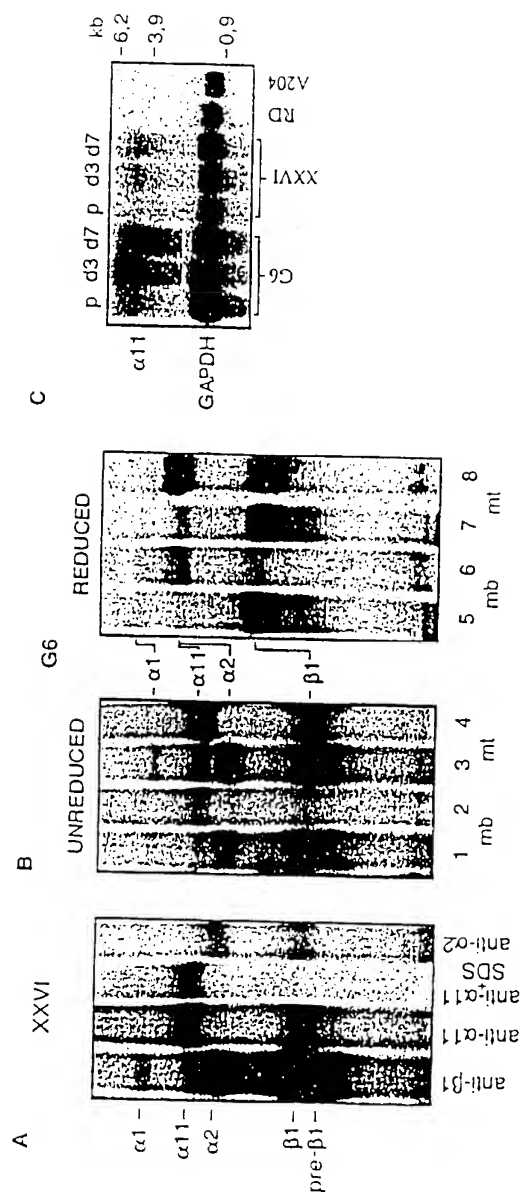 A
XXVI
α1
α11
α2
β1
pre-β1
anti-β1
anti-α11
anti-α11
+
SDS
anti-α2
B
G6
UNREDUCED
REDUCED
α1
α11
α2
β1
1 2 3 4
mb mt
5 6 7 8
mb mt
C
p d3 d7 p d3 d7
kb
6,2
3,9
0,9
α11
GAPDH
G6
XXVI
RD
A204